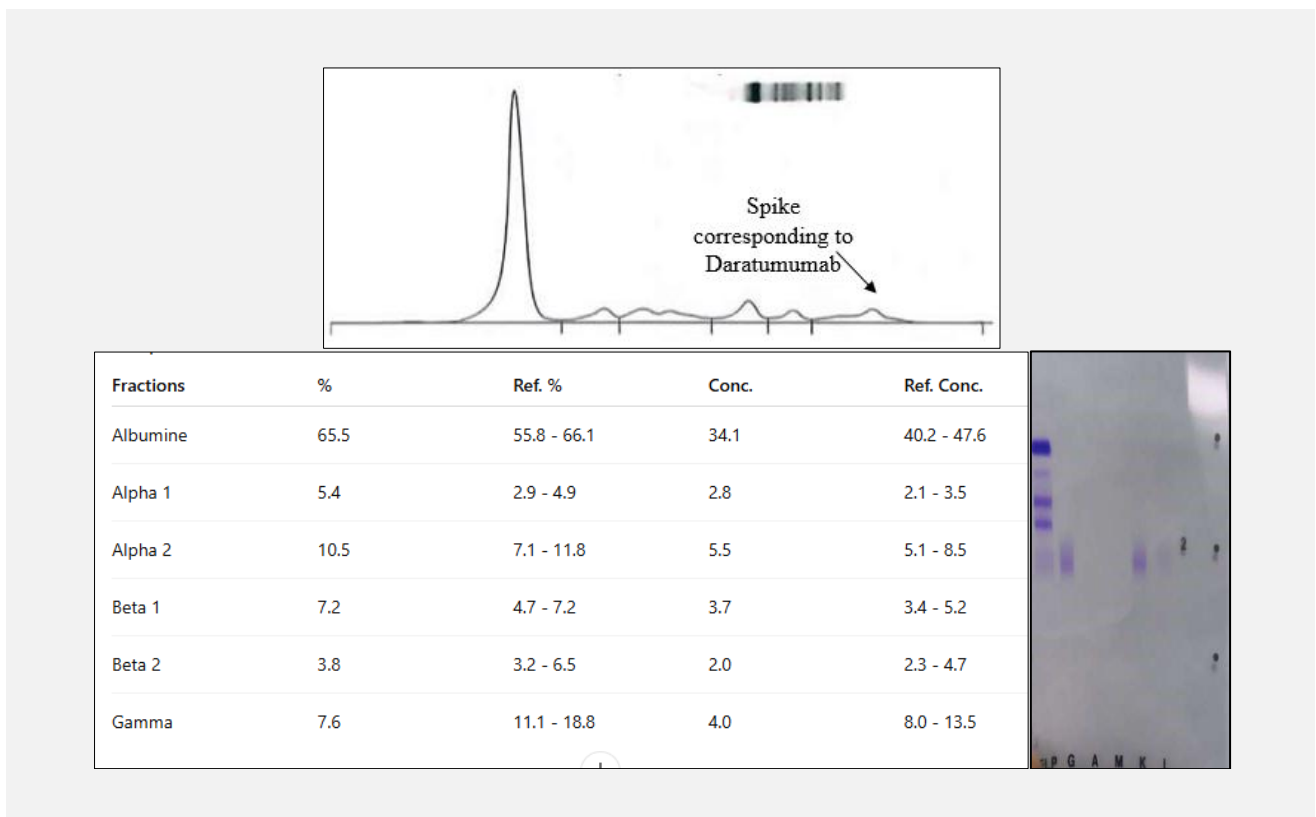 Spike
corresponding to
Daratumumab
Fractions % Ref. % Conc. Ref. Conc.
Albumine 65.5 55.8 - 66.1 34.1 40.2 - 47.6
Alpha 1 5.4 2.9 - 4.9 2.8 2.1 - 3.5
Alpha 2 10.5 7.1 - 11.8 5.5 5.1 - 8.5
Beta 1 7.2 4.7 - 7.2 3.7 3.4 - 5.2
Beta 2 3.8 3.2 - 6.5 2.0 2.3 - 4.7
Gamma 7.6 11.1 - 18.8 4.0 8.0 - 13.5
2
P G A M K